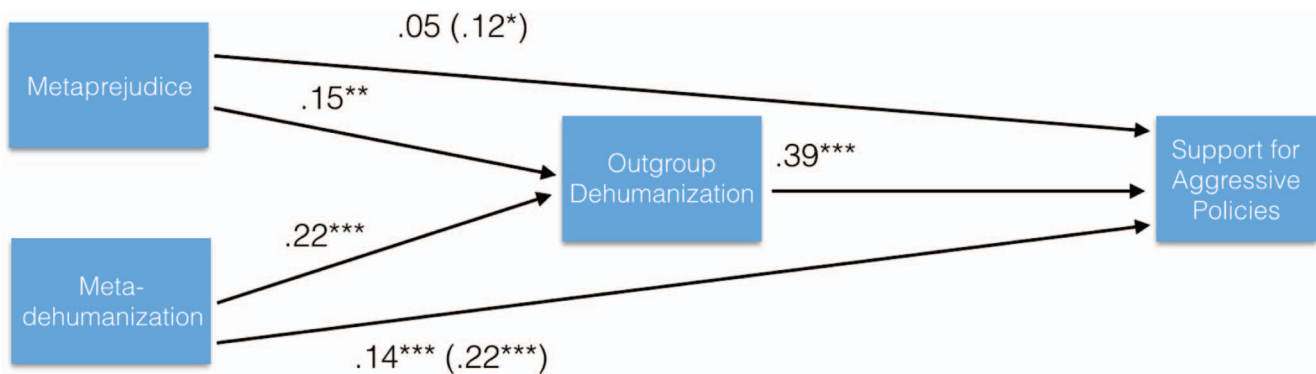 .05 (.12*)
Metaprejudice
.15**
Outgroup
Dehumanization
.39***
Support for
Aggressive
Policies
.22***
Meta-
dehumanization
.14*** (.22***)